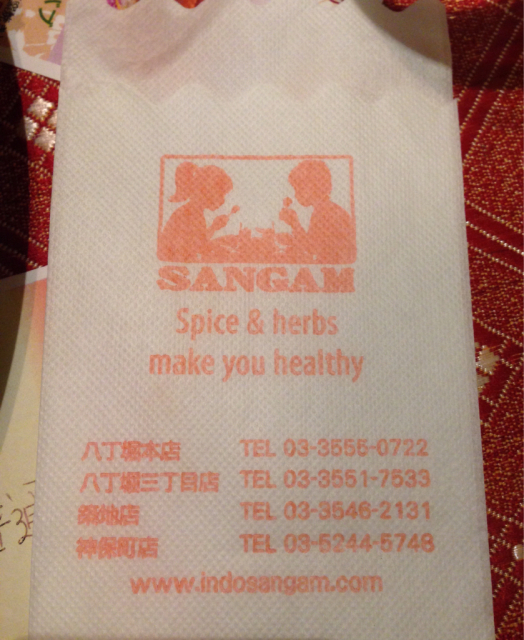 SANGAM
Spice & herbs
make you healthy
八丁堀本店 TEL 03-3555-0722
八丁堀三丁目店 TEL 03-3551-7533
築地店 TEL 03-3546-2131
神保町店 TEL 03-5244-5748
www.indosangam.com